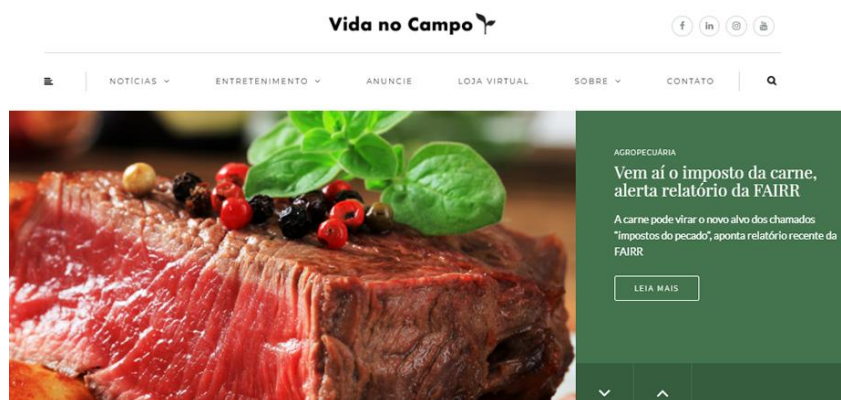 Vida no Campo
NOTÍCIAS
ENTRETENIMENTO
ANUNCIE
LOJA VIRTUAL
SOBRE
CONTATO
AGROPECUÁRIA
Vem aí o imposto da carne,
alerta relatório da FAIRR
A carne pode virar o novo alvo dos chamados
"impostos do pecado", aponta relatório recente da
FAIRR
LEIA MAIS